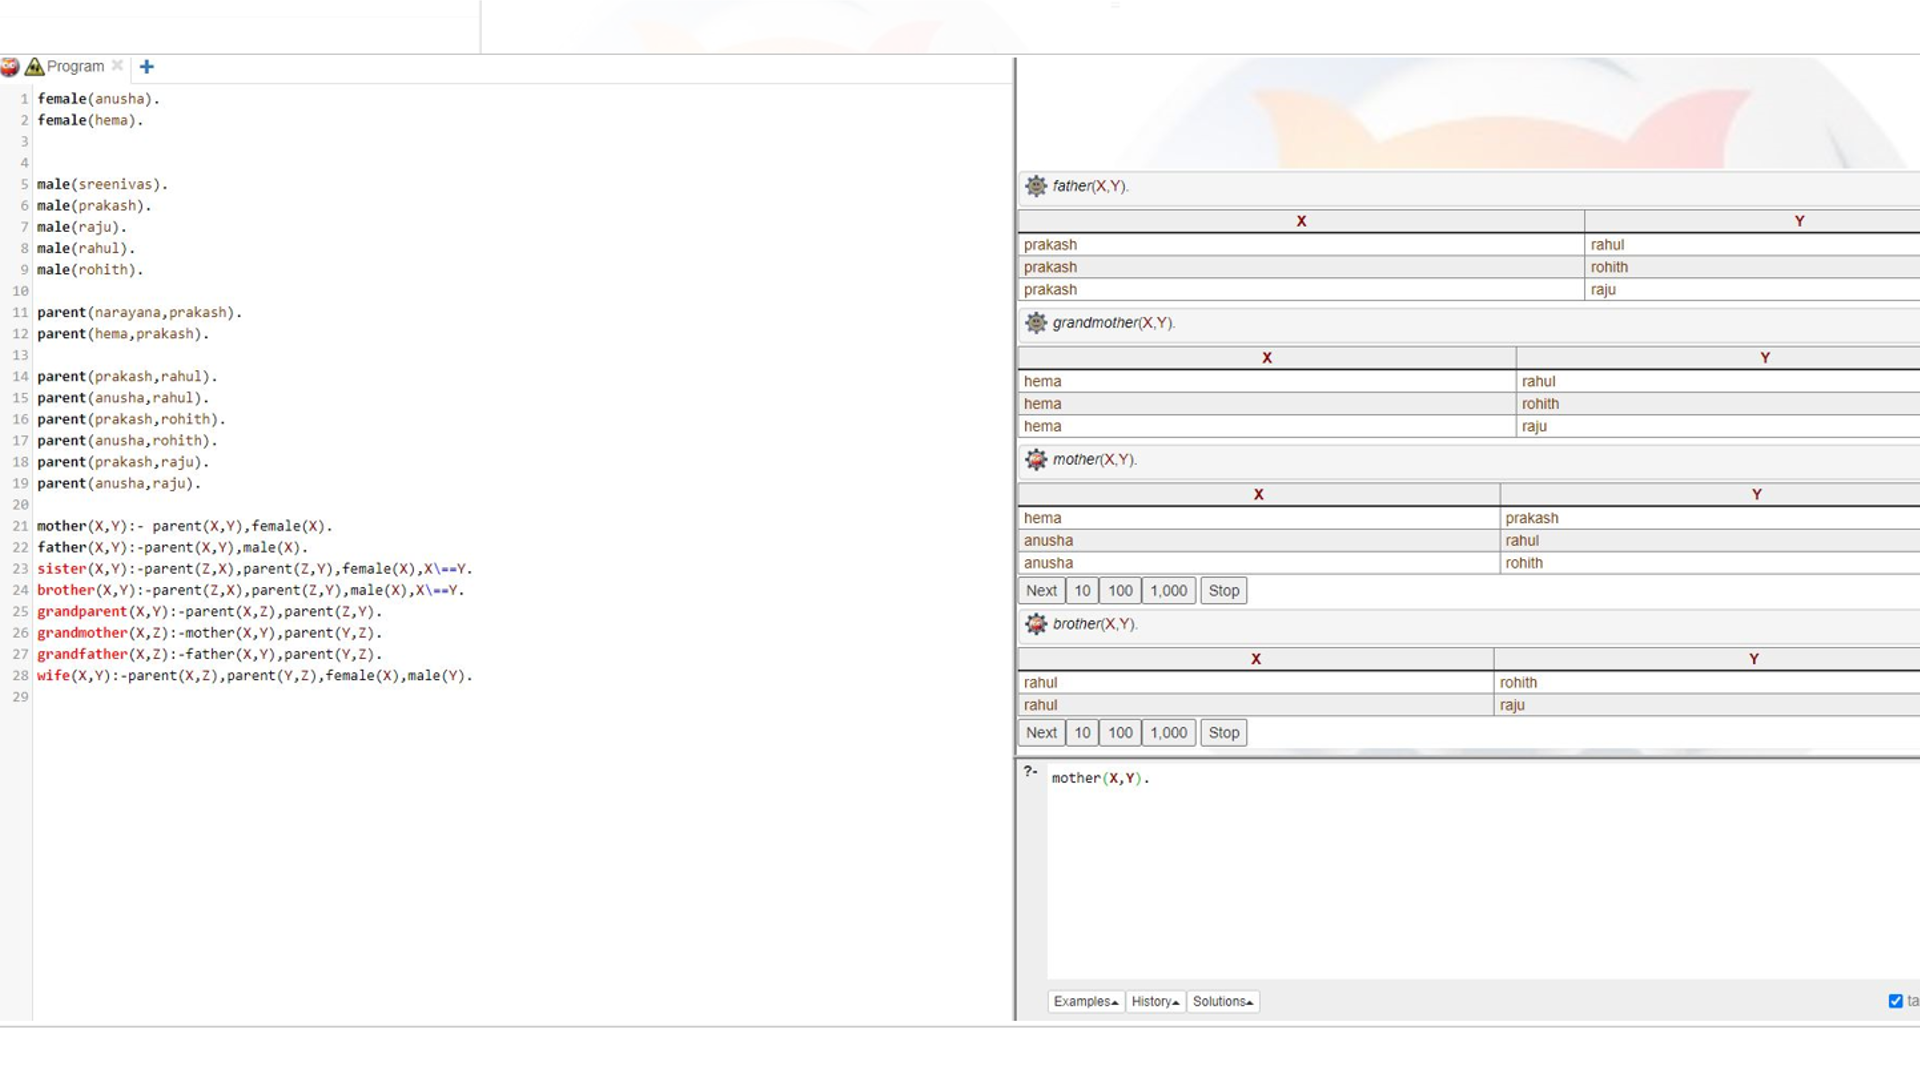 Program
1 female(anusha).
2 female(hema).
3
4
5 male(sreenivas).
6 male(prakash).
7 male(raju).
8 male(rahul).
9 male(rohith).
10
11 parent(narayana,prakash).
12 parent(hema,prakash).
13
14 parent(prakash,rahul).
15 parent(anusha,rahul).
16 parent(prakash,rohith).
17 parent(anusha,rohith).
18 parent(prakash,raju).
19 parent(anusha,raju).
20
21 mother(X,Y):- parent(X,Y),female(X).
22 father(X,Y):-parent(X,Y),male(X).
23 sister(X,Y):-parent(Z,X),parent(Z,Y),female(X),X\==Y.
24 brother(X,Y):-parent(Z,X),parent(Z,Y),male(X),X\==Y.
25 grandparent(X,Y):-parent(X,Z),parent(Z,Y).
26 grandmother(X,Z):-mother(X,Y),parent(Y,Z).
27 grandfather(X,Z):-father(X,Y),parent(Y,Z).
28 wife(X,Y):-parent(X,Z),parent(Y,Z),female(X),male(Y).
29
father(X,Y).
X Y
prakash rahul
prakash rohith
prakash raju
grandmother(X,Y).
X Y
hema rahul
hema rohith
hema raju
mother(X,Y).
X Y
hema prakash
anusha rahul
anusha rohith
Next 10 100 1,000 Stop
brother(X,Y).
X Y
rahul rohith
rahul raju
Next 10 100 1,000 Stop
?- mother(X,Y).
Examples History Solutions ta